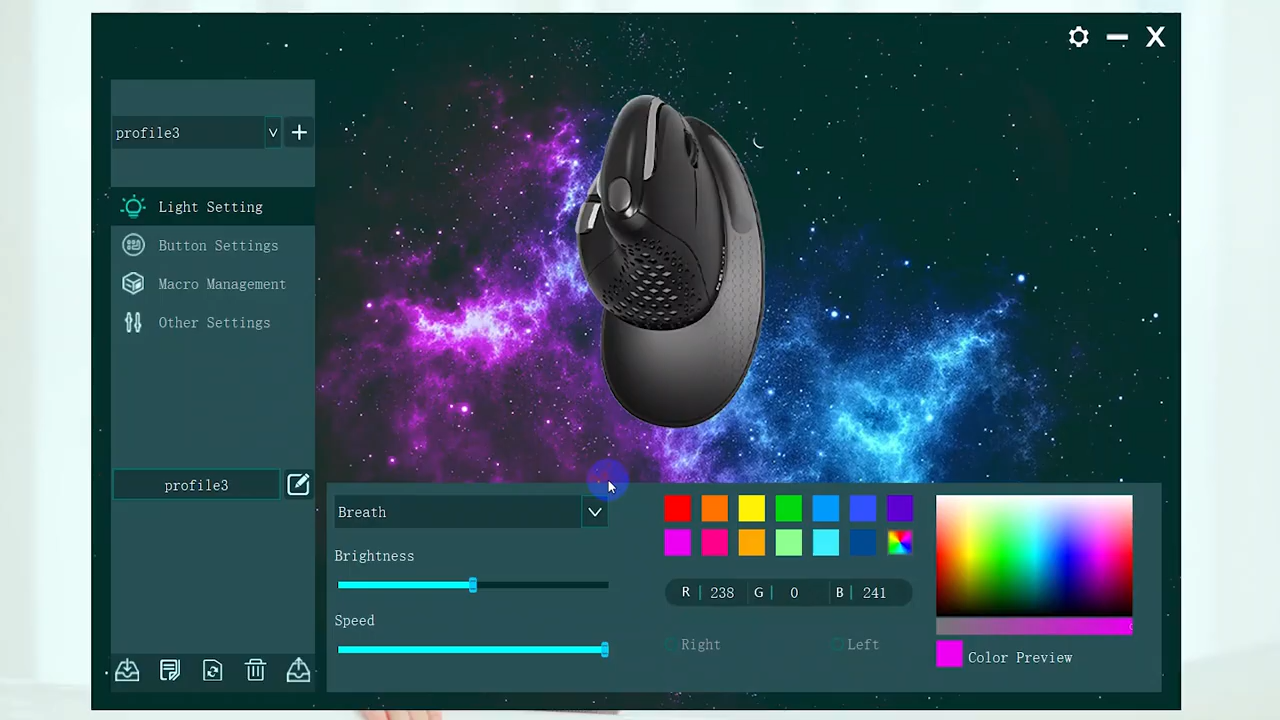 profile3
Light Setting
Button Settings
Macro Management
Other Settings
profile3
Breath
Brightness
Speed
R 238 G 0 B 241
Right Left
Color Preview